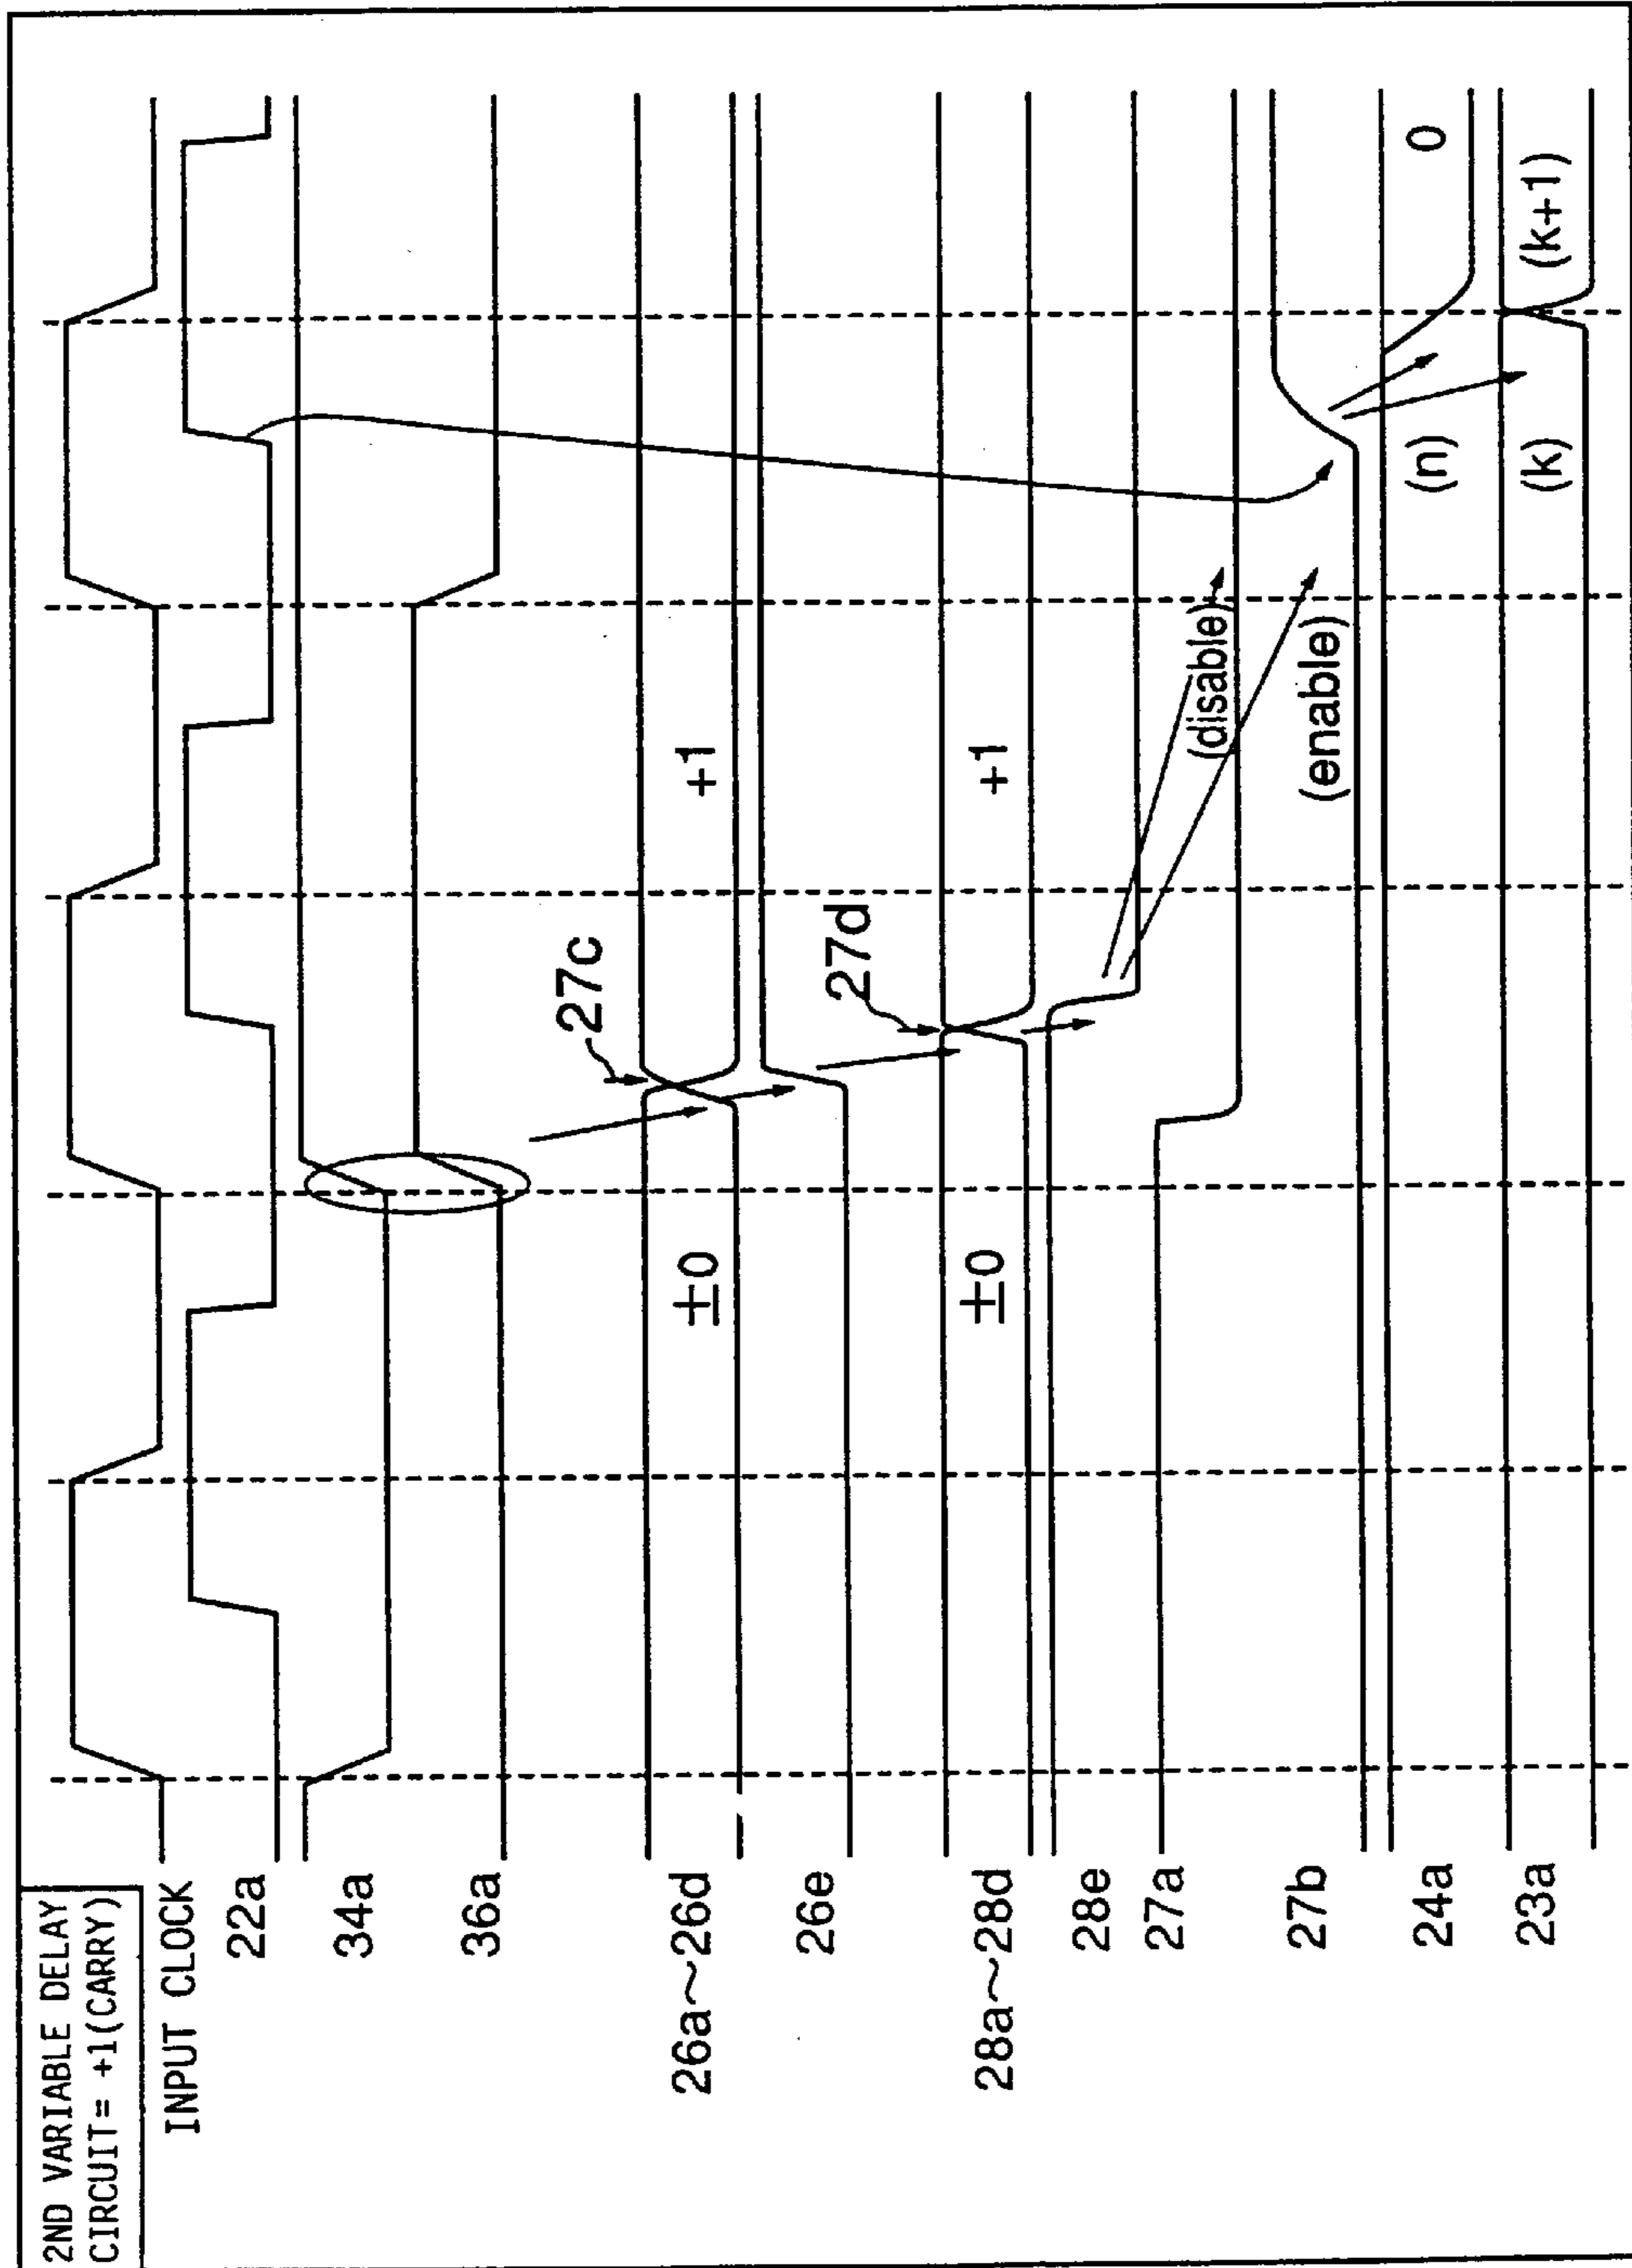 2ND VARIABLE DELAY
CIRCUIT= +1(CARRY)
INPUT CLOCK
22a
34a
36a
27c
26a~26d
±0
+1
26e
27d
28a~28d
±0
+1
28e
27a
(disable)
27b
(enable)
24a
(n)
0
23a
(k)
(k+1)